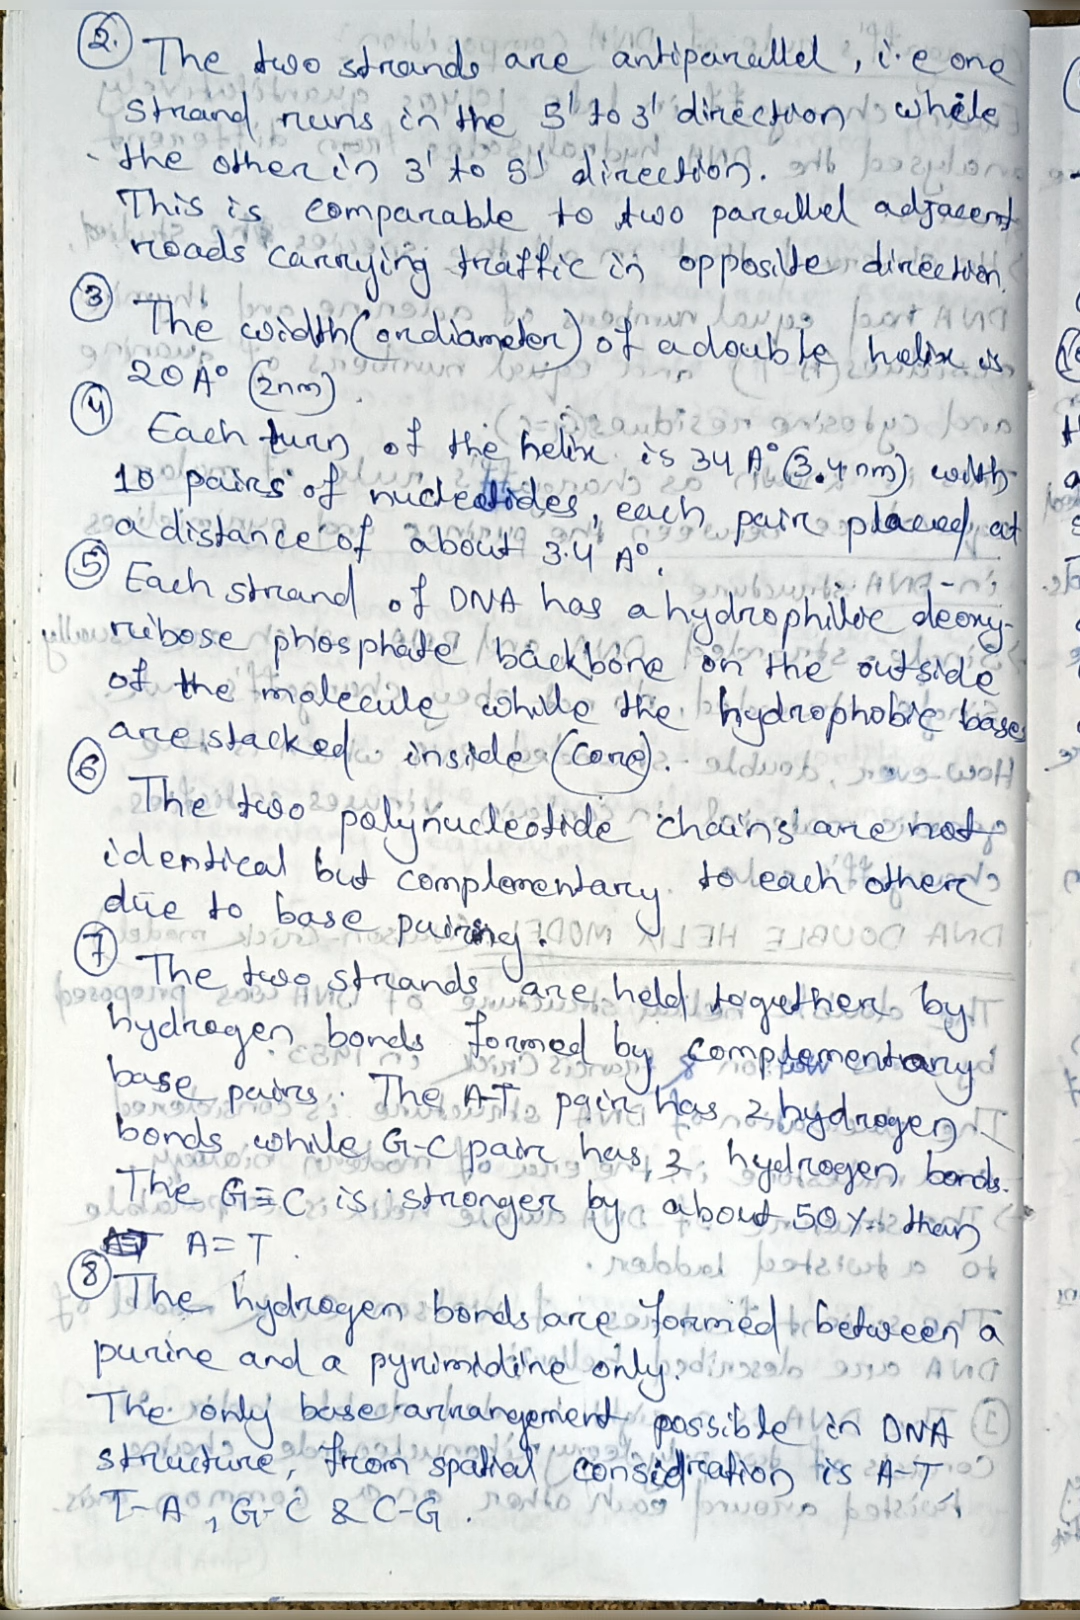 2. The two strands are antiparallel, i.e one
strand runs in the 5' to 3' direction while
the other in 3' to 5' direction.
This is comparable to two parallel adjacent
roads carrying traffic in opposite direction.
3 The width (or diameter) of a double helix is
20 A° (2nm).
4 Each turn of the helix is 34 A° (3.4 nm) with
10 pairs of nucleotides, each pair placed at
a distance of about 3.4 A°.
5 Each strand of DNA has a hydrophilic deoxy-
ribose phosphate backbone on the outside
of the molecule while the hydrophobic bases
are stacked inside (core).
6 The two polynucleotide chains are not
identical but complementary to each other
due to base pairing.
7 The two strands are held together by
hydrogen bonds formed by complementary
base pairs. The A-T pair has 2 hydrogen
bonds while G-C pair has 3 hydrogen bonds.
The G≡C is stronger by about 50%. than
A=T.
8 The hydrogen bonds are formed between a
purine and a pyrimidine only.
The only base arrangement possible in DNA
structure, from spatial considration is A-T,
T-A, G-C & C-G.